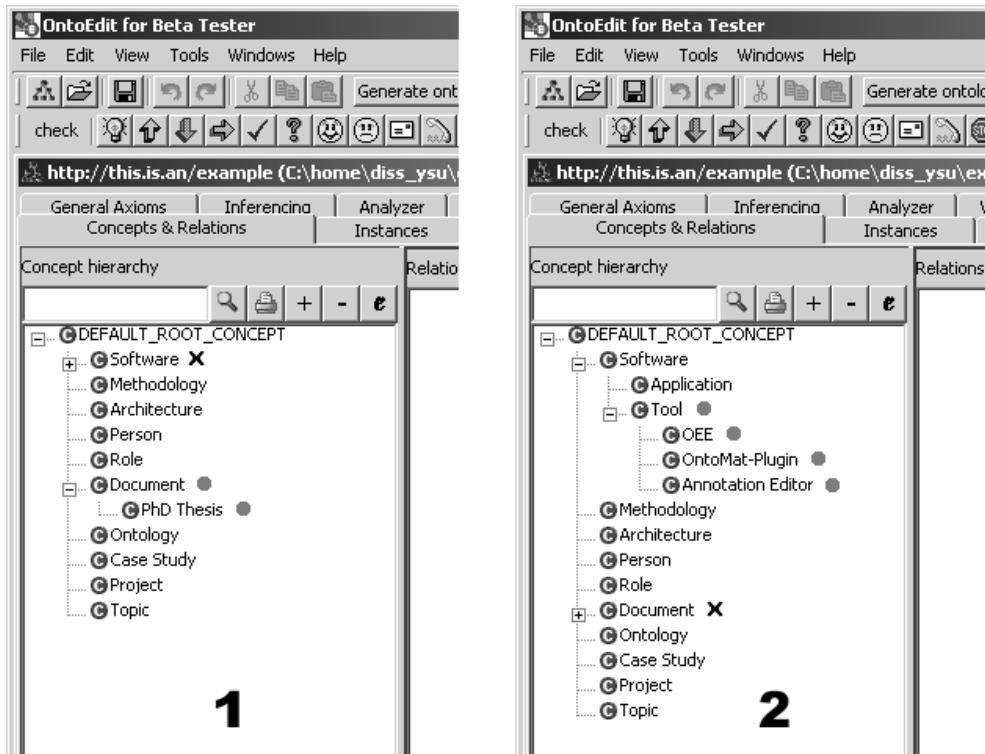 OntoEdit for Beta Tester
File Edit View Tools Windows Help
Generate ont
check
http://this.is.an/example (C:\home\diss_ysu\
General Axioms Inferencing Analyzer
Concepts & Relations Instances
Concept hierarchy Relatio
+ - e
DEFAULT_ROOT_CONCEPT
Software X
Methodology
Architecture
Person
Role
Document
PhD Thesis
Ontology
Case Study
Project
Topic
1
OntoEdit for Beta Tester
File Edit View Tools Windows Help
Generate ontolo
check
http://this.is.an/example (C:\home\diss_ysu\ex
General Axioms Inferencing Analyzer
Concepts & Relations Instances
Concept hierarchy Relations
+ - e
DEFAULT_ROOT_CONCEPT
Software
Application
Tool
OEE
OntoMat-Plugin
Annotation Editor
Methodology
Architecture
Person
Role
Document X
Ontology
Case Study
Project
Topic
2